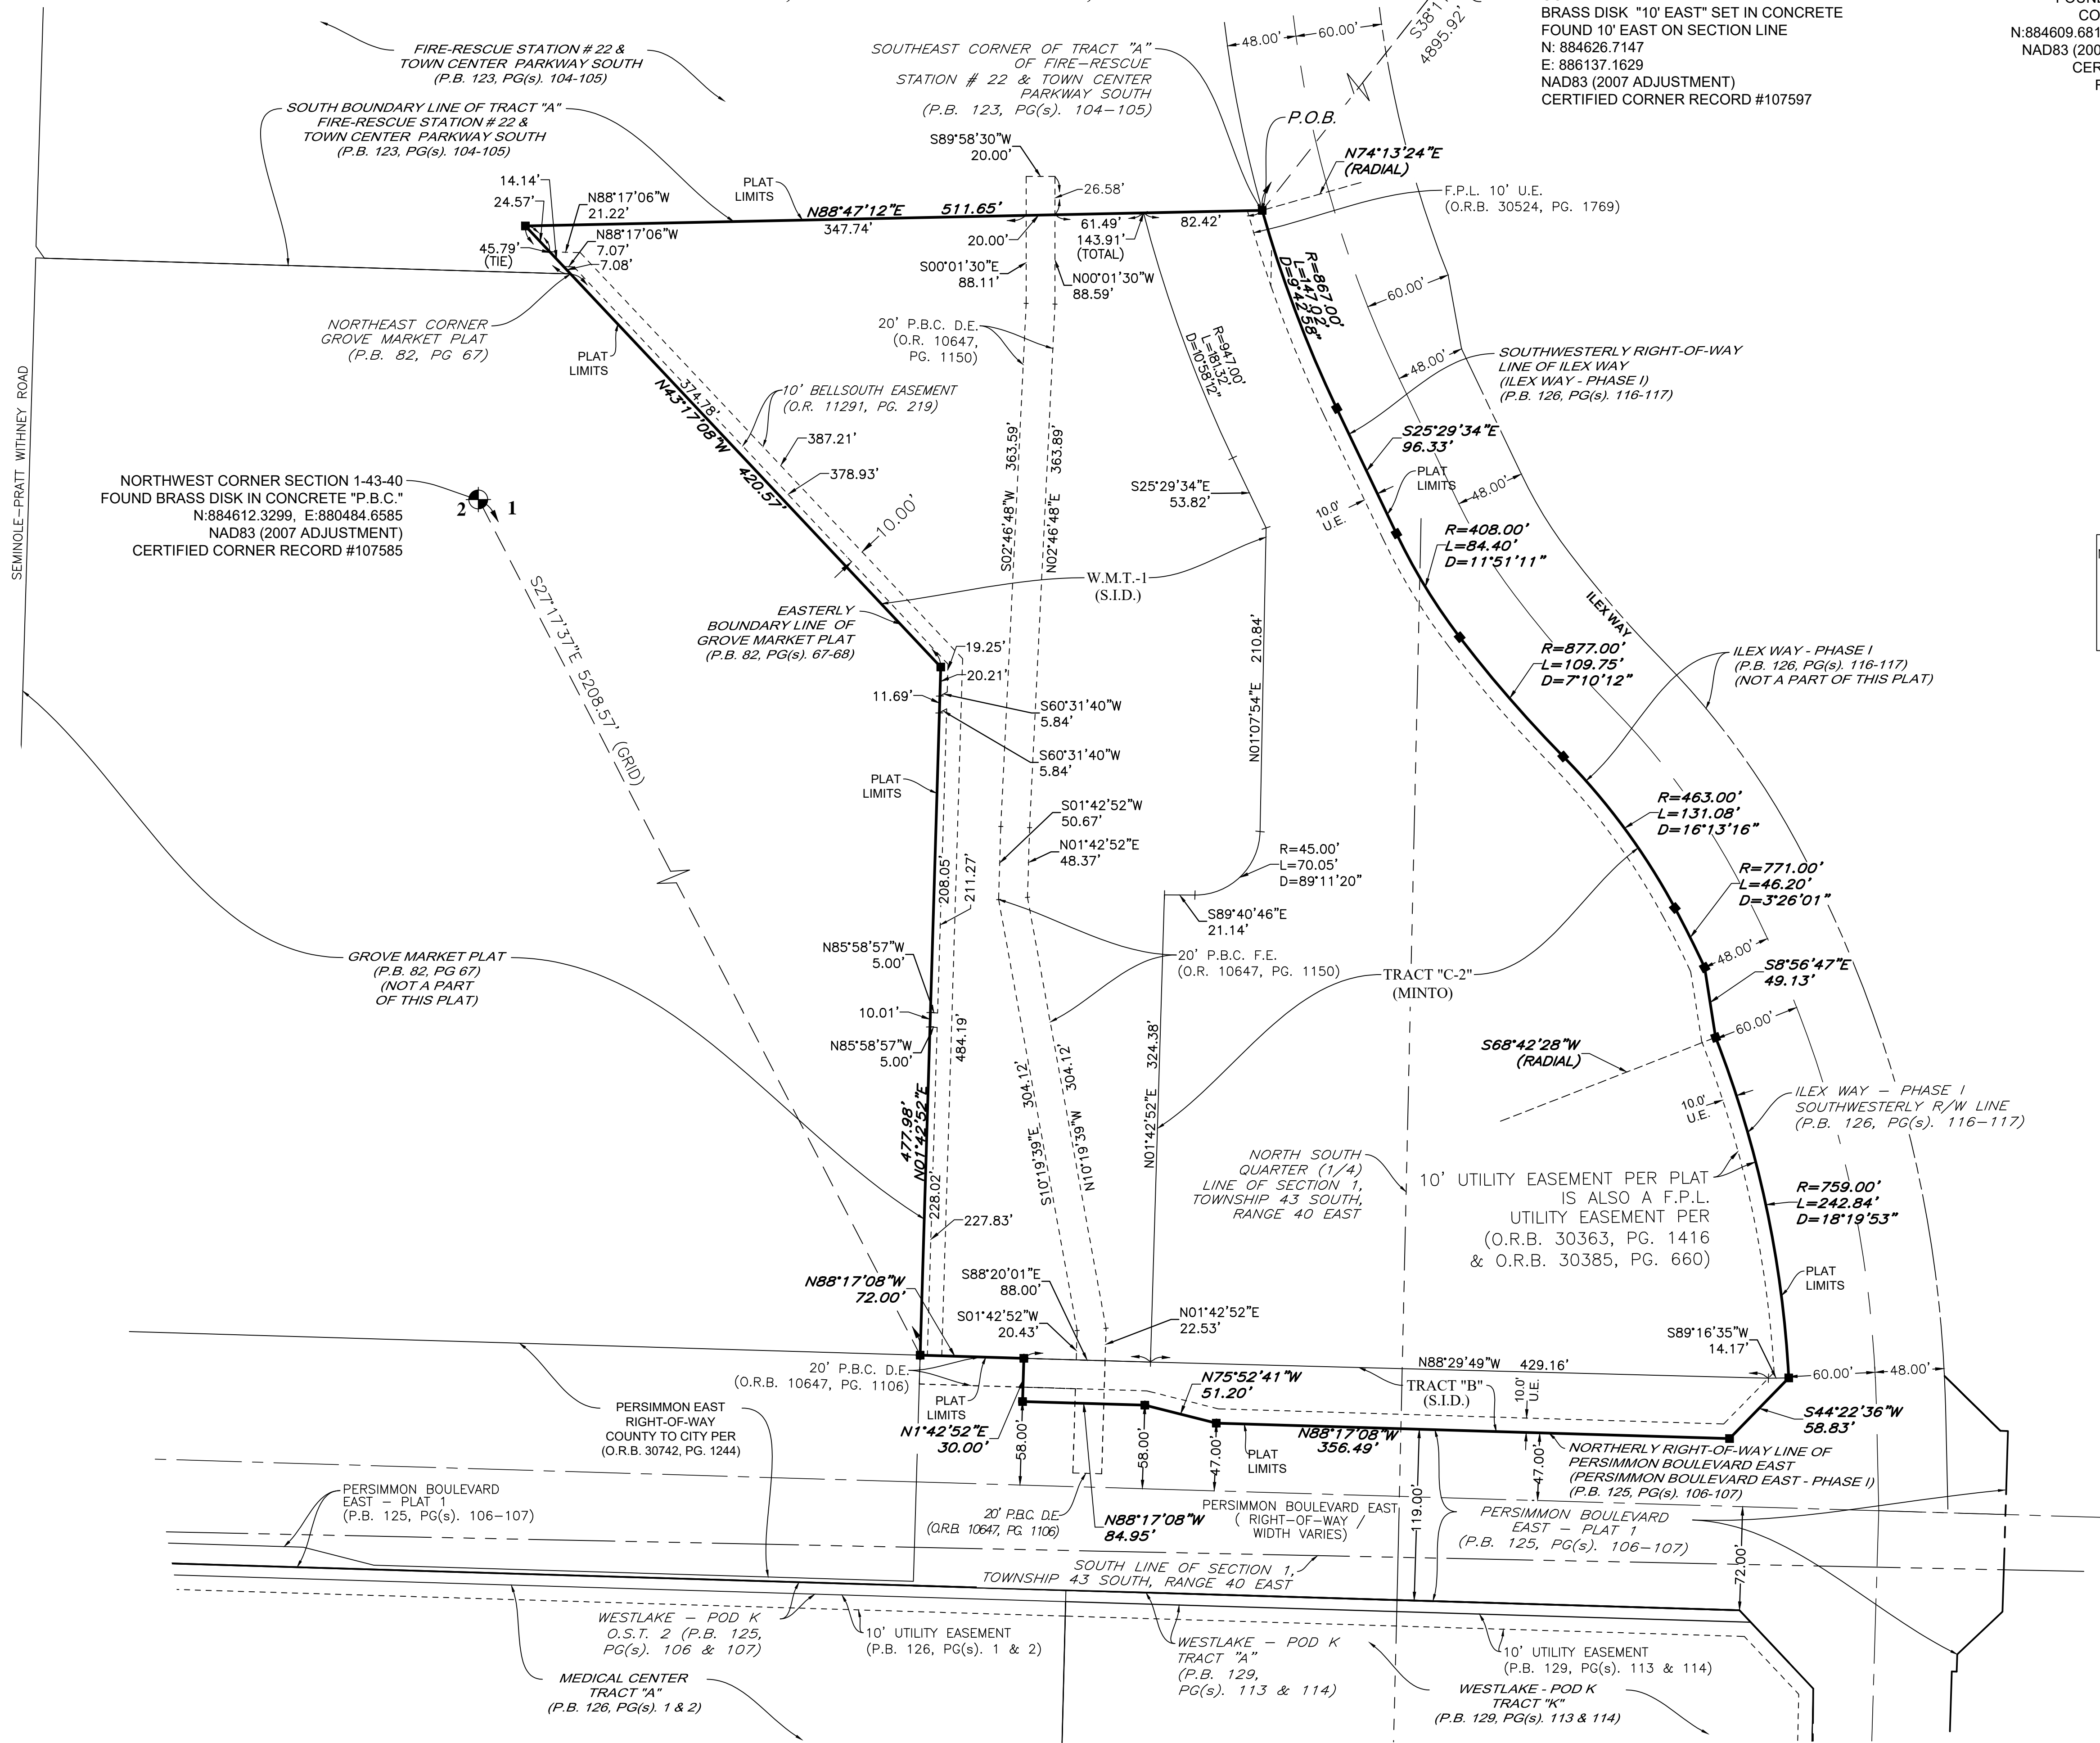 FIRE-RESCUE STATION # 22 &
TOWN CENTER PARKWAY SOUTH
(P.B. 123, PG(s). 104-105)
SOUTH BOUNDARY LINE OF TRACT "A"
FIRE-RESCUE STATION # 22 &
TOWN CENTER PARKWAY SOUTH
(P.B. 123, PG(s). 104-105)
SOUTHEAST CORNER OF TRACT "A"
OF FIRE-RESCUE
STATION # 22 & TOWN CENTER
PARKWAY SOUTH
(P.B. 123, PG(s). 104-105)
48.00'
60.00'
4895.92'
BRASS DISK "10' EAST" SET IN CONCRETE
FOUND 10' EAST ON SECTION LINE
N: 884626.7147
E: 886137.1629
NAD83 (2007 ADJUSTMENT)
CERTIFIED CORNER RECORD #107597
N:884609.681
P.O.B.
N74°13'24"E
(RADIAL)
F.P.L. 10' U.E.
(O.R.B. 30524, PG. 1769)
S89°58'30"W
20.00'
26.58'
14.14'
24.57'
N88°17'06"W
21.22'
N88°17'06"W
7.07'
7.08'
45.79'
(TIE)
PLAT
LIMITS
N88°47'12"E 511.65'
347.74'
20.00'
61.49'
143.91'
(TOTAL)
82.42'
S00°01'30"E
88.11'
N00°01'30"W
88.59'
20' P.B.C. D.E.
(O.R. 10647,
PG. 1150)
R=867.00'
L=147.02'
D=9°42'58"
R=947.00'
L=181.32'
D=10°58'12"
60.00'
48.00'
48.00'
SOUTHWESTERLY RIGHT-OF-WAY
LINE OF ILEX WAY
(ILEX WAY - PHASE I)
(P.B. 126, PG(s). 116-117)
NORTHEAST CORNER
GROVE MARKET PLAT
(P.B. 82, PG 67)
PLAT
LIMITS
374.78'
N43°17'08"W 420.57'
10' BELLSOUTH EASEMENT
(O.R. 11291, PG. 219)
387.21'
378.93'
10.00'
SEMINOLE-PRATT WITHNEY ROAD
NORTHWEST CORNER SECTION 1-43-40
FOUND BRASS DISK IN CONCRETE "P.B.C."
N:884612.3299, E:880484.6585
NAD83 (2007 ADJUSTMENT)
CERTIFIED CORNER RECORD #107585
2 1
S27°17'37"E 5208.57' (GRID)
S02°46'48"W 363.59'
N02°46'48"E 363.89'
S25°29'34"E
53.82'
S25°29'34"E
96.33'
PLAT
LIMITS
10.0'
U.E.
R=408.00'
L=84.40'
D=11°51'11"
W.M.T.-1
(S.I.D.)
EASTERLY
BOUNDARY LINE OF
GROVE MARKET PLAT
(P.B. 82, PG(s). 67-68)
ILEX WAY
R=877.00'
L=109.75'
D=7°10'12"
ILEX WAY - PHASE I
(P.B. 126, PG(s). 116-117)
(NOT A PART OF THIS PLAT)
19.25'
20.21'
11.69'
S60°31'40"W
5.84'
S60°31'40"W
5.84'
N01°07'54"E 210.84'
PLAT
LIMITS
S01°42'52"W
50.67'
N01°42'52"E
48.37'
R=463.00'
L=131.08'
D=16°13'16"
R=45.00'
L=70.05'
D=89°11'20"
R=771.00'
L=46.20'
D=3°26'01"
208.05'
211.27'
S89°40'46"E
21.14'
48.00'
S8°56'47"E
49.13'
GROVE MARKET PLAT
(P.B. 82, PG 67)
(NOT A PART
OF THIS PLAT)
N85°58'57"W
5.00'
10.01'
N85°58'57"W
5.00'
20' P.B.C. F.E.
(O.R. 10647, PG. 1150)
TRACT "C-2"
(MINTO)
60.00'
S68°42'28"W
(RADIAL)
484.19'
S10°19'39"E 304.12'
N10°19'39"W 304.12'
N01°42'52"E 324.38'
10.0'
U.E.
ILEX WAY - PHASE I
SOUTHWESTERLY R/W LINE
(P.B. 126, PG(s). 116-117)
477.98'
N01°42'52"E
228.02'
227.83'
NORTH SOUTH
QUARTER (1/4)
LINE OF SECTION 1,
TOWNSHIP 43 SOUTH,
RANGE 40 EAST
10' UTILITY EASEMENT PER PLAT
IS ALSO A F.P.L.
UTILITY EASEMENT PER
(O.R.B. 30363, PG. 1416
& O.R.B. 30385, PG. 660)
R=759.00'
L=242.84'
D=18°19'53"
PLAT
LIMITS
N88°17'08"W
72.00'
S88°20'01"E
88.00'
S01°42'52"W
20.43'
N01°42'52"E
22.53'
S89°16'35"W
14.17'
N88°29'49"W 429.16'
60.00'
48.00'
20' P.B.C. D.E.
(O.R.B. 10647, PG. 1106)
PLAT
LIMITS
N75°52'41"W
51.20'
TRACT "B"
(S.I.D.)
10.0'
U.E.
S44°22'36"W
58.83'
PERSIMMON EAST
RIGHT-OF-WAY
COUNTY TO CITY PER
(O.R.B. 30742, PG. 1244)
N1°42'52"E
30.00'
58.00'
58.00'
47.00'
PLAT
LIMITS
N88°17'08"W
356.49'
47.00'
NORTHERLY RIGHT-OF-WAY LINE OF
PERSIMMON BOULEVARD EAST
(PERSIMMON BOULEVARD EAST - PHASE I)
(P.B. 125, PG(s). 106-107)
PERSIMMON BOULEVARD
EAST - PLAT 1
(P.B. 125, PG(s). 106-107)
20' P.B.C. D.E
(O.R.B. 10647, PG. 1106)
N88°17'08"W
84.95'
PERSIMMON BOULEVARD EAST
( RIGHT-OF-WAY /
WIDTH VARIES)
119.00'
PERSIMMON BOULEVARD
EAST - PLAT 1
(P.B. 125, PG(s). 106-107)
72.00'
SOUTH LINE OF SECTION 1,
TOWNSHIP 43 SOUTH, RANGE 40 EAST
WESTLAKE - POD K
O.S.T. 2 (P.B. 125,
PG(s). 106 & 107)
10' UTILITY EASEMENT
(P.B. 126, PG(s). 1 & 2)
WESTLAKE - POD K
TRACT "A"
(P.B. 129,
PG(s). 113 & 114)
10' UTILITY EASEMENT
(P.B. 129, PG(s). 113 & 114)
MEDICAL CENTER
TRACT "A"
(P.B. 126, PG(s). 1 & 2)
WESTLAKE - POD K
TRACT "K"
(P.B. 129, PG(s). 113 & 114)